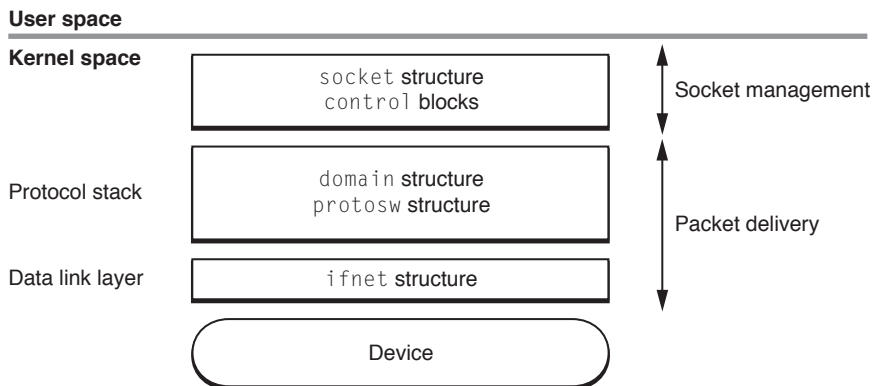 User space
Kernel space
socket structure
control blocks
Socket management
Protocol stack
domain structure
protosw structure
Packet delivery
Data link layer
ifnet structure
Device